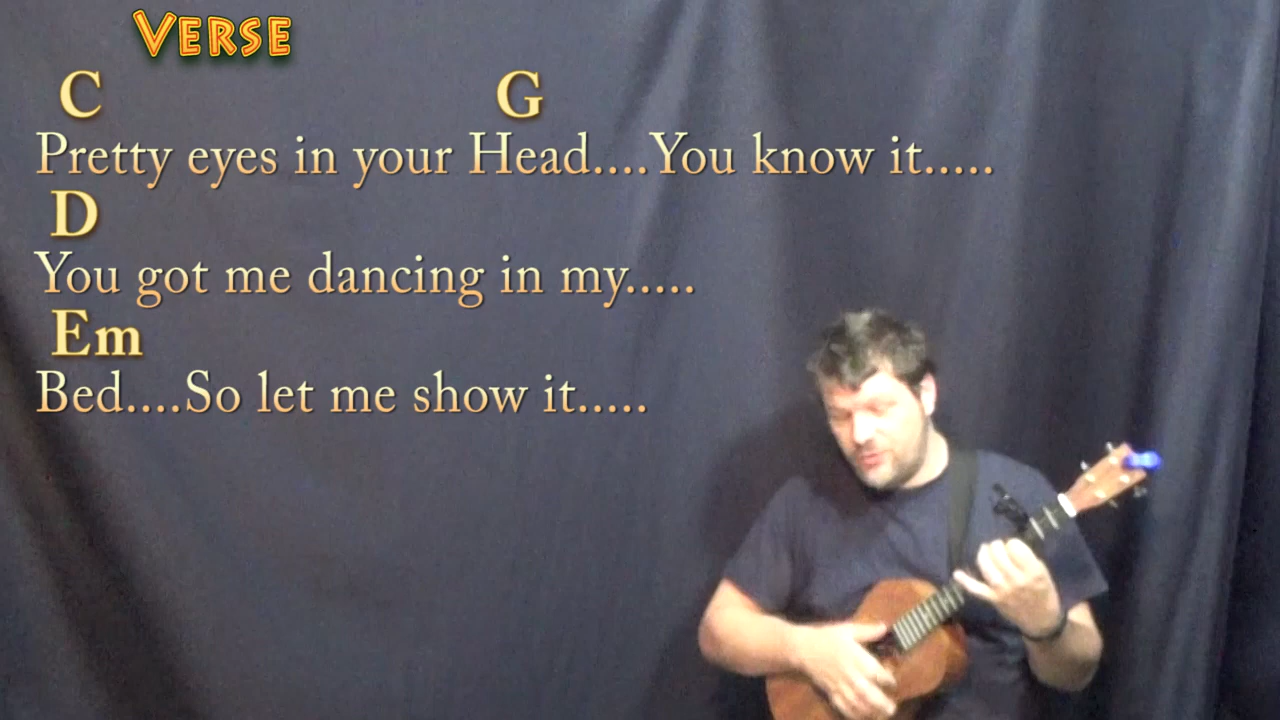 VERSE
C G
Pretty eyes in your Head....You know it.....
D
You got me dancing in my.....
Em
Bed....So let me show it.....